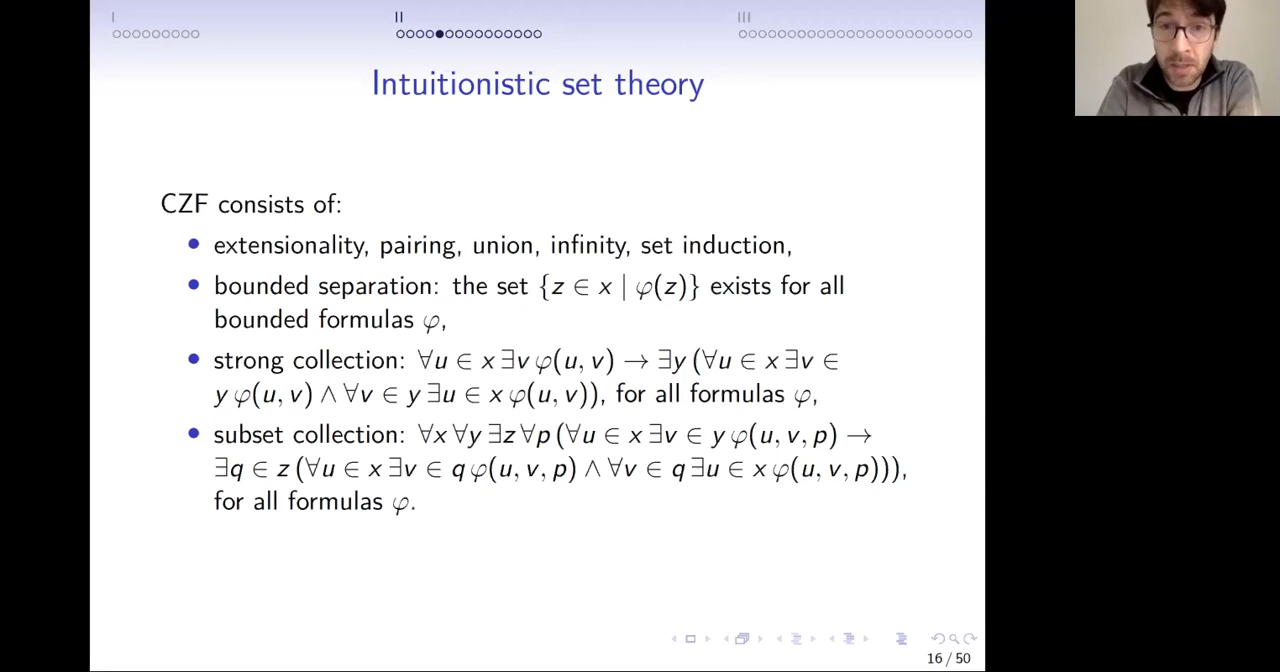 I II III
Intuitionistic set theory
CZF consists of:
• extensionality, pairing, union, infinity, set induction,
• bounded separation: the set {z ∈ x | φ(z)} exists for all
bounded formulas φ,
• strong collection: ∀u ∈ x ∃v φ(u, v) → ∃y (∀u ∈ x ∃v ∈
y φ(u, v) ∧ ∀v ∈ y ∃u ∈ x φ(u, v)), for all formulas φ,
• subset collection: ∀x ∀y ∃z ∀p (∀u ∈ x ∃v ∈ y φ(u, v, p) →
∃q ∈ z (∀u ∈ x ∃v ∈ q φ(u, v, p) ∧ ∀v ∈ q ∃u ∈ x φ(u, v, p))),
for all formulas φ.
16 / 50